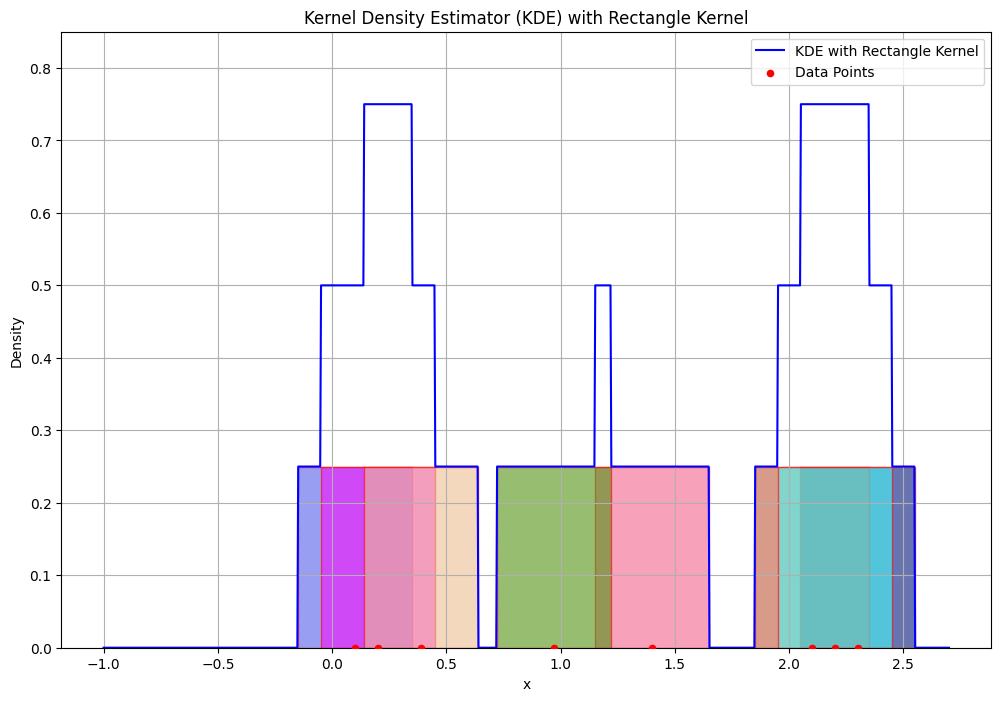 Kernel Density Estimator (KDE) with Rectangle Kernel
KDE with Rectangle Kernel
Data Points
Density
0.8
0.7
0.6
0.5
0.4
0.3
0.2
0.1
0.0
−1.0 −0.5 0.0 0.5 1.0 1.5 2.0 2.5
x